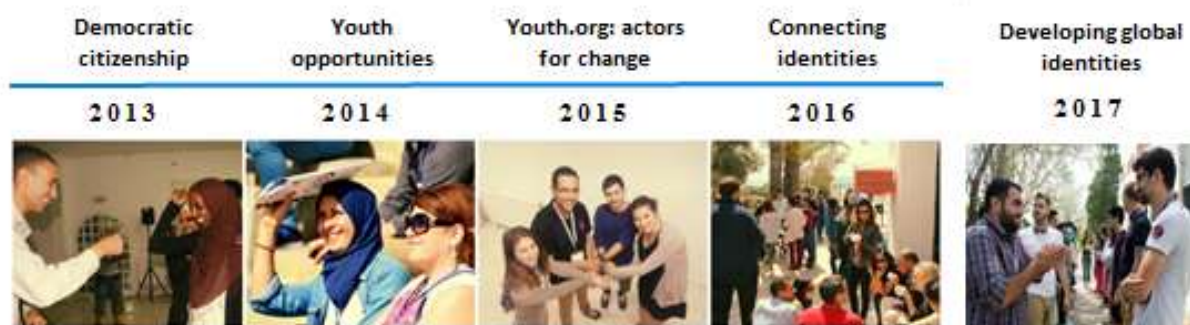 Democratic
citizenship
2013
Youth
opportunities
2014
Youth.org: actors
for change
2015
Connecting
identities
2016
Developing global
identities
2017